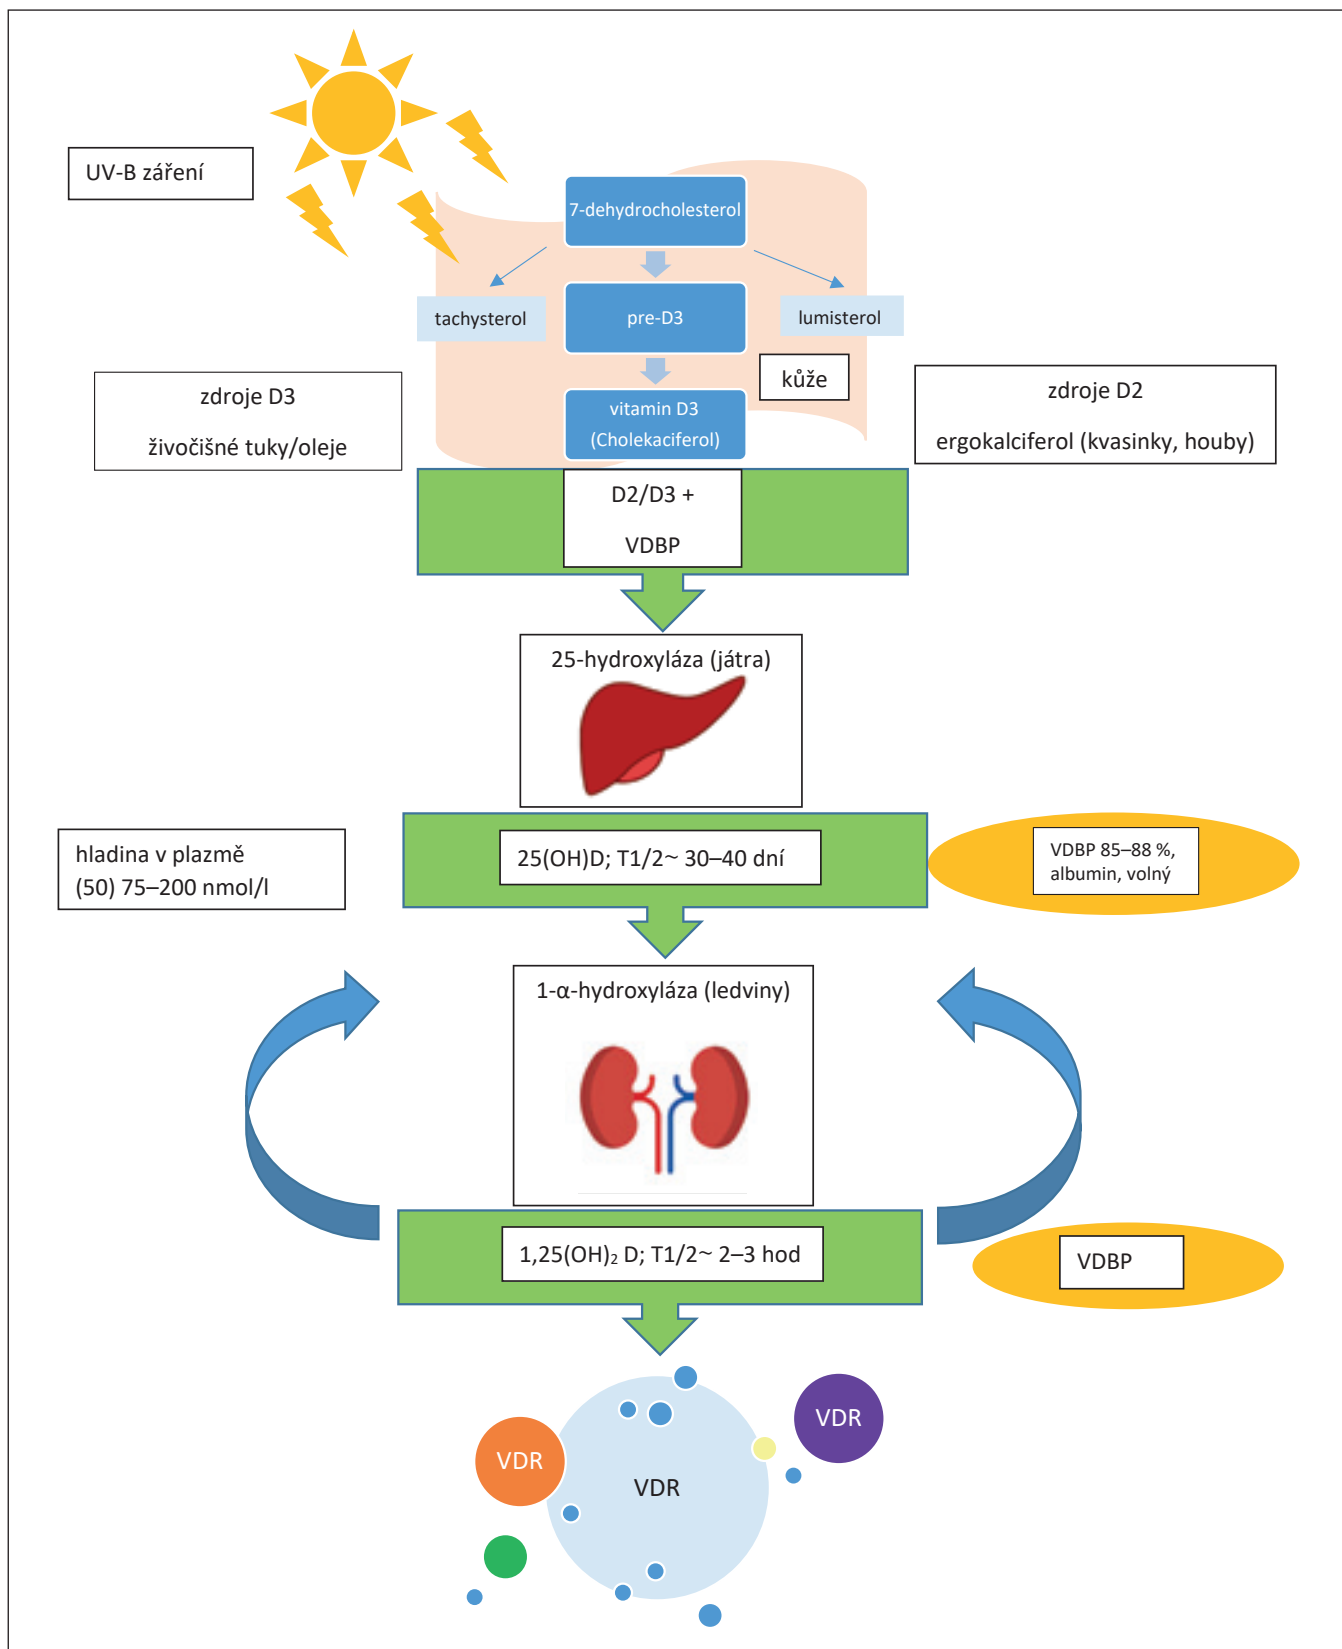 UV-B záření
7-dehydrocholesterol
tachysterol
pre-D3
lumisterol
kůže
zdroje D3
živočišné tuky/oleje
vitamin D3
(Cholekaciferol)
zdroje D2
ergokalciferol (kvasinky, houby)
D2/D3 +
VDBP
25-hydroxyláza (játra)
hladina v plazmě
(50) 75–200 nmol/l
25(OH)D; T1/2~ 30–40 dní
VDBP 85–88 %,
albumin, volný
1-α-hydroxyláza (ledviny)
1,25(OH)₂ D; T1/2~ 2–3 hod
VDBP
VDR
VDR
VDR